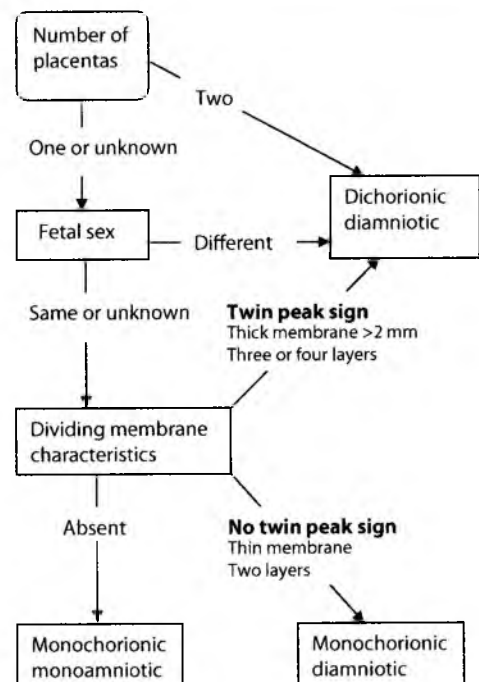 Number of
placentas
Two
One or unknown
Dichorionic
diamniotic
Fetal sex
Different
Same or unknown
Twin peak sign
Thick membrane >2 mm
Three or four layers
Dividing membrane
characteristics
Absent
No twin peak sign
Thin membrane
Two layers
Monochorionic
monoamniotic
Monochorionic
diamniotic